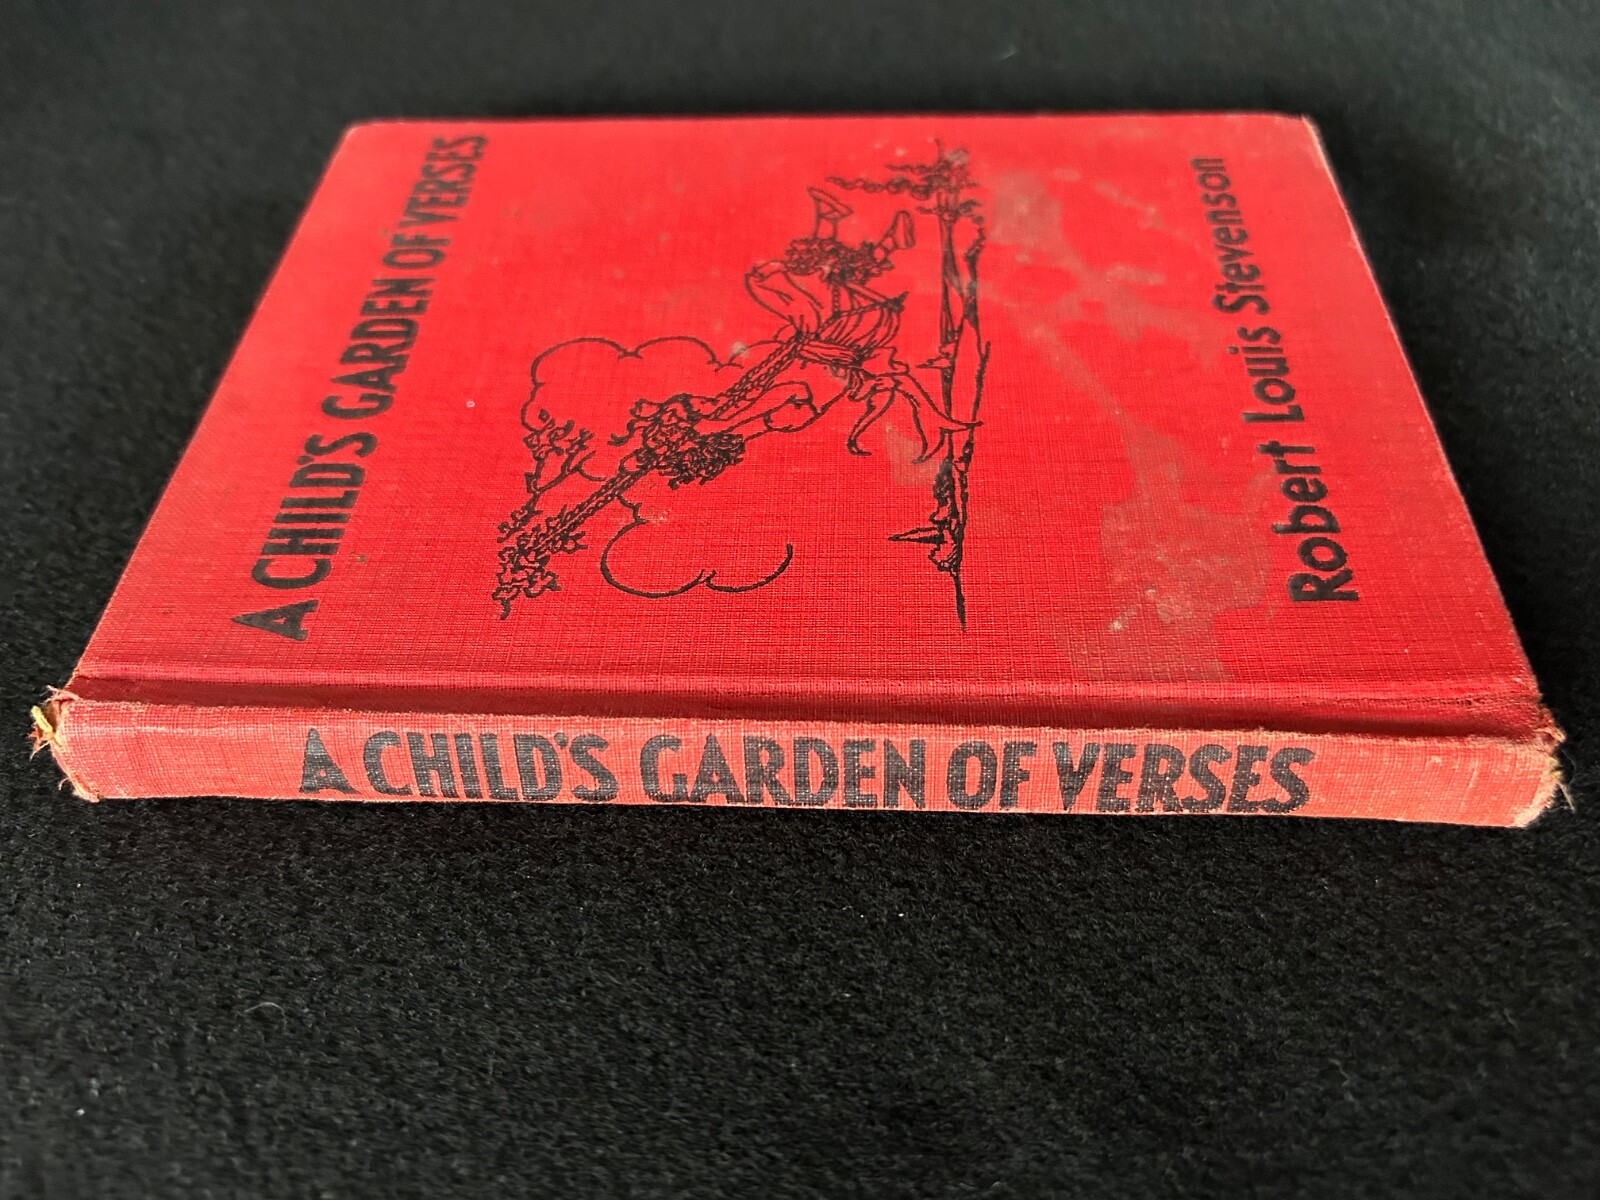 A CHILD'S GARDEN OF VERSES
Robert Louis Stevenson
A CHILD'S GARDEN OF VERSES